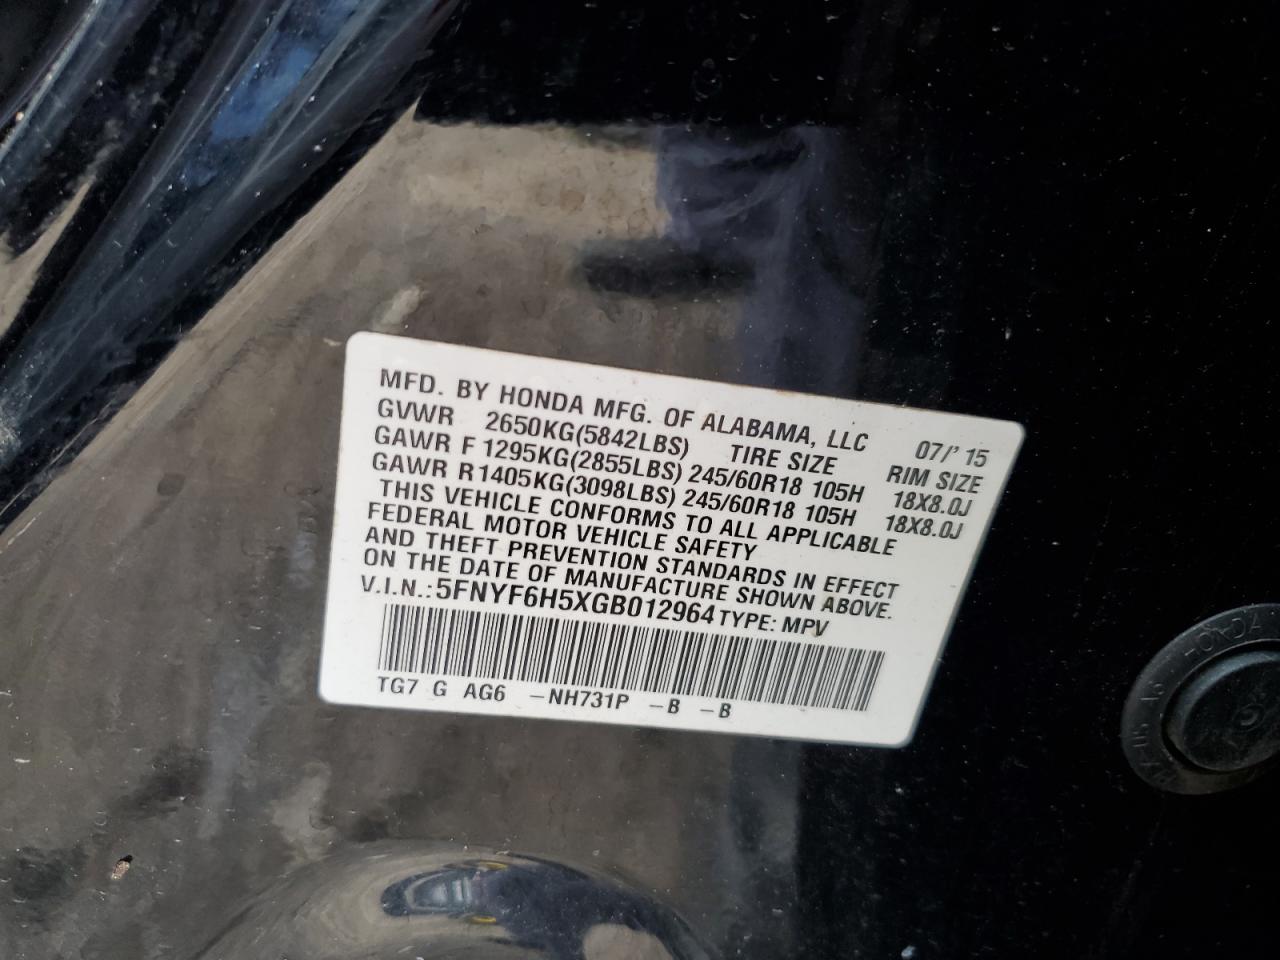 MFD. BY HONDA MFG. OF ALABAMA, LLC 07/' 15
GVWR 2650KG(5842LBS) TIRE SIZE RIM SIZE
GAWR F 1295KG(2855LBS) 245/60R18 105H 18X8.0J
GAWR R1405KG(3098LBS) 245/60R18 105H 18X8.0J
THIS VEHICLE CONFORMS TO ALL APPLICABLE
FEDERAL MOTOR VEHICLE SAFETY
AND THEFT PREVENTION STANDARDS IN EFFECT
ON THE DATE OF MANUFACTURE SHOWN ABOVE.
V.I.N.:5FNYF6H5XGB012964 TYPE: MPV
TG7 G AG6 -NH731P -B -B
HONDA